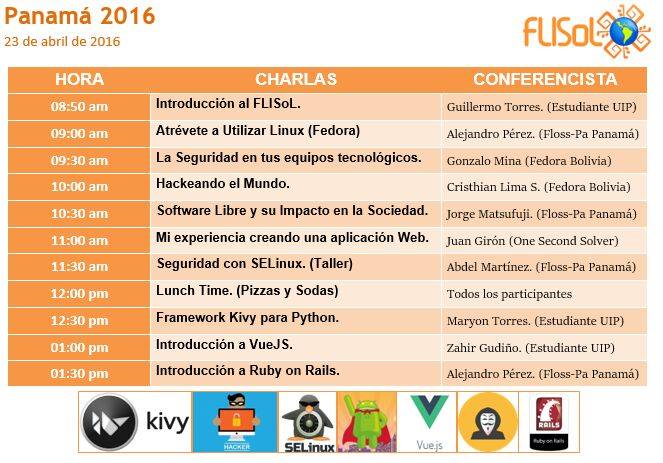 Panamá 2016
23 de abril de 2016
FLISoL
HORA CHARLAS CONFERENCISTA
08:50 am Introducción al FLISoL. Guillermo Torres. (Estudiante UIP)
09:00 am Atrévete a Utilizar Linux (Fedora) Alejandro Pérez. (Floss-Pa Panamá)
09:30 am La Seguridad en tus equipos tecnológicos. Gonzalo Mina (Fedora Bolivia)
10:00 am Hackeando el Mundo. Cristhian Lima S. (Fedora Bolivia)
10:30 am Software Libre y su Impacto en la Sociedad. Jorge Matsufuji. (Floss-Pa Panamá)
11:00 am Mi experiencia creando una aplicación Web. Juan Girón (One Second Solver)
11:30 am Seguridad con SELinux. (Taller) Abdel Martínez. (Floss-Pa Panamá)
12:00 pm Lunch Time. (Pizzas y Sodas) Todos los participantes
12:30 pm Framework Kivy para Python. Maryon Torres. (Estudiante UIP)
01:00 pm Introducción a VueJS. Zahir Gudiño. (Estudiante UIP)
01:30 pm Introducción a Ruby on Rails. Alejandro Pérez. (Floss-Pa Panamá)
kivy
HACKER
SELinux
Vue.js
RAILS
Ruby on Rails